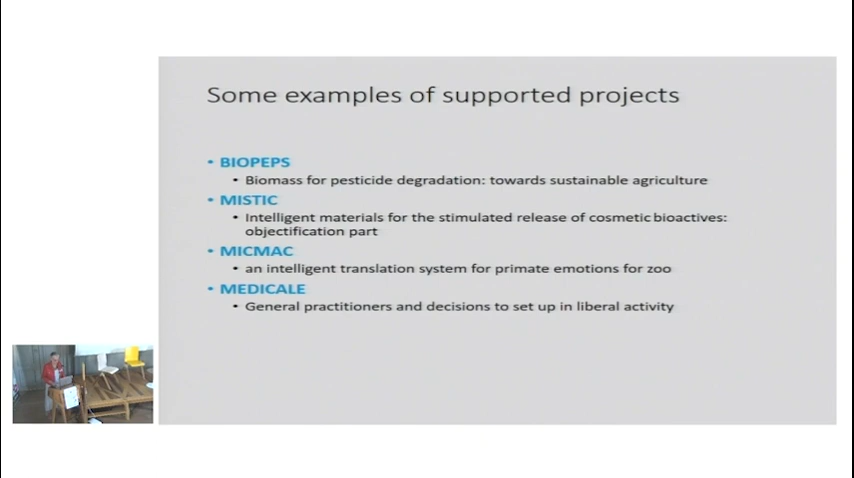 Some examples of supported projects
• BIOPEPS
• Biomass for pesticide degradation: towards sustainable agriculture
• MISTIC
• Intelligent materials for the stimulated release of cosmetic bioactives:
objectification part
• MICMAC
• an intelligent translation system for primate emotions for zoo
• MEDICALE
• General practitioners and decisions to set up in liberal activity